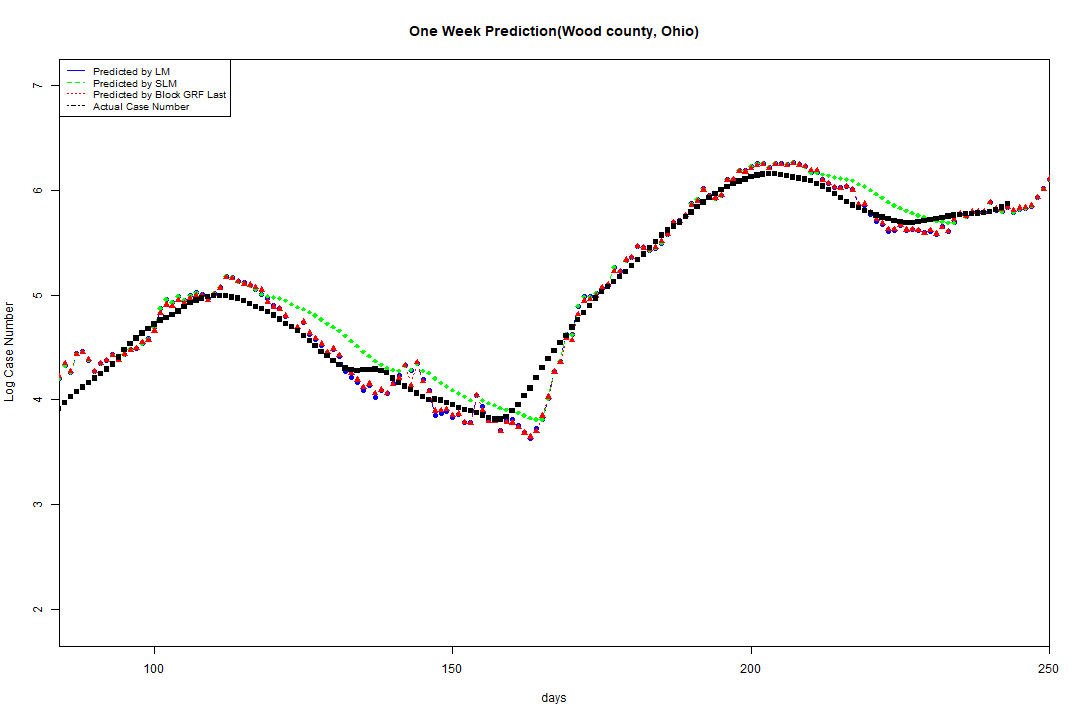 One Week Prediction(Wood county, Ohio)
Predicted by LM
Predicted by SLM
Predicted by Block GRF Last
Actual Case Number
7
6
5
4
3
2
Log Case Number
100
150
200
250
days